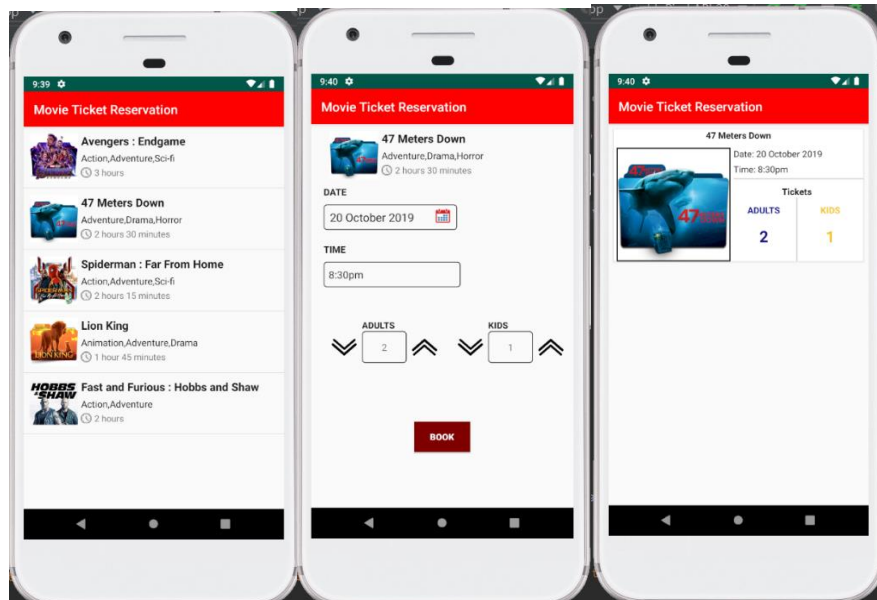 9:39
Movie Ticket Reservation
Avengers : Endgame
Action,Adventure,Sci-fi
3 hours
47 Meters Down
Adventure,Drama,Horror
2 hours 30 minutes
Spiderman : Far From Home
Action,Adventure,Sci-fi
2 hours 15 minutes
LION KING
Lion King
Animation,Adventure,Drama
1 hour 45 minutes
HOBBS
&SHAW
Fast and Furious : Hobbs and Shaw
Action,Adventure
2 hours
9:40
Movie Ticket Reservation
47 Meters Down
Adventure,Drama,Horror
2 hours 30 minutes
DATE
20 October 2019
TIME
8:30pm
ADULTS
KIDS
2
1
BOOK
9:40
Movie Ticket Reservation
47 Meters Down
47
Date: 20 October 2019
Time: 8:30pm
Tickets
ADULTS
KIDS
2
1